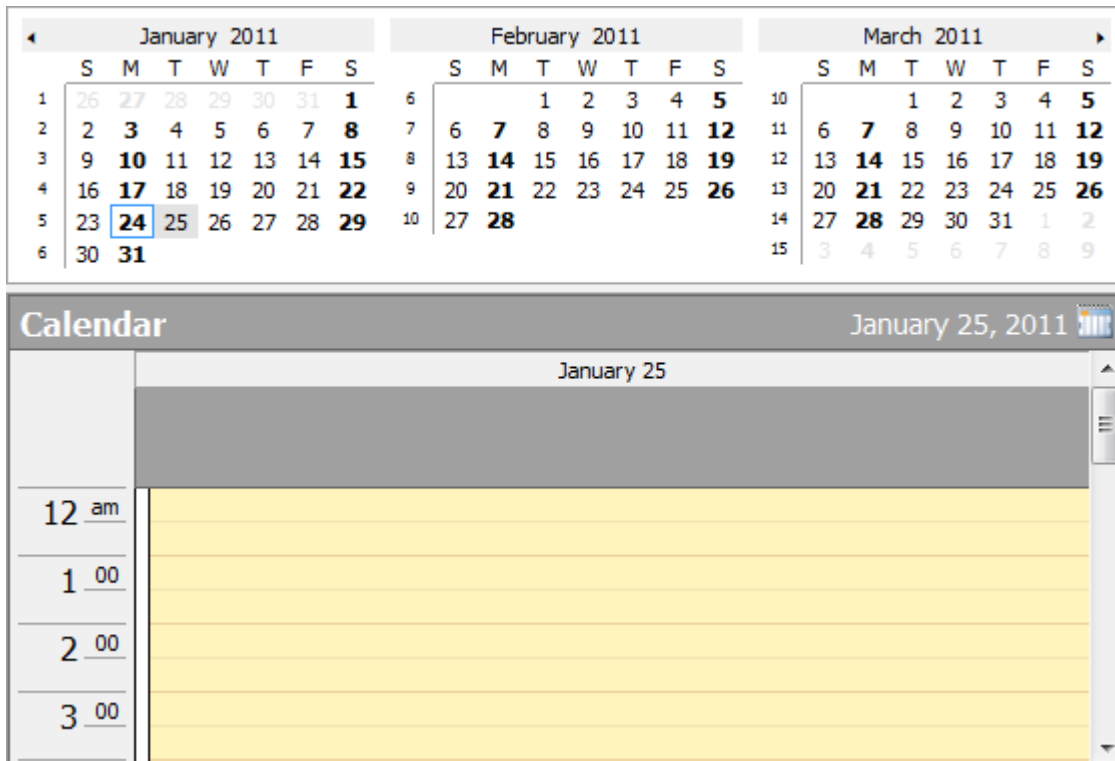 January 2011 February 2011 March 2011
S M T W T F S S M T W T F S S M T W T F S
1 26 27 28 29 30 31 1 6 1 2 3 4 5 10 1 2 3 4 5
2 2 3 4 5 6 7 8 7 6 7 8 9 10 11 12 11 6 7 8 9 10 11 12
3 9 10 11 12 13 14 15 8 13 14 15 16 17 18 19 12 13 14 15 16 17 18 19
4 16 17 18 19 20 21 22 9 20 21 22 23 24 25 26 13 20 21 22 23 24 25 26
5 23 24 25 26 27 28 29 10 27 28 14 27 28 29 30 31 1 2
6 30 31 15 3 4 5 6 7 8 9
Calendar January 25, 2011
January 25
12 am
1 00
2 00
3 00